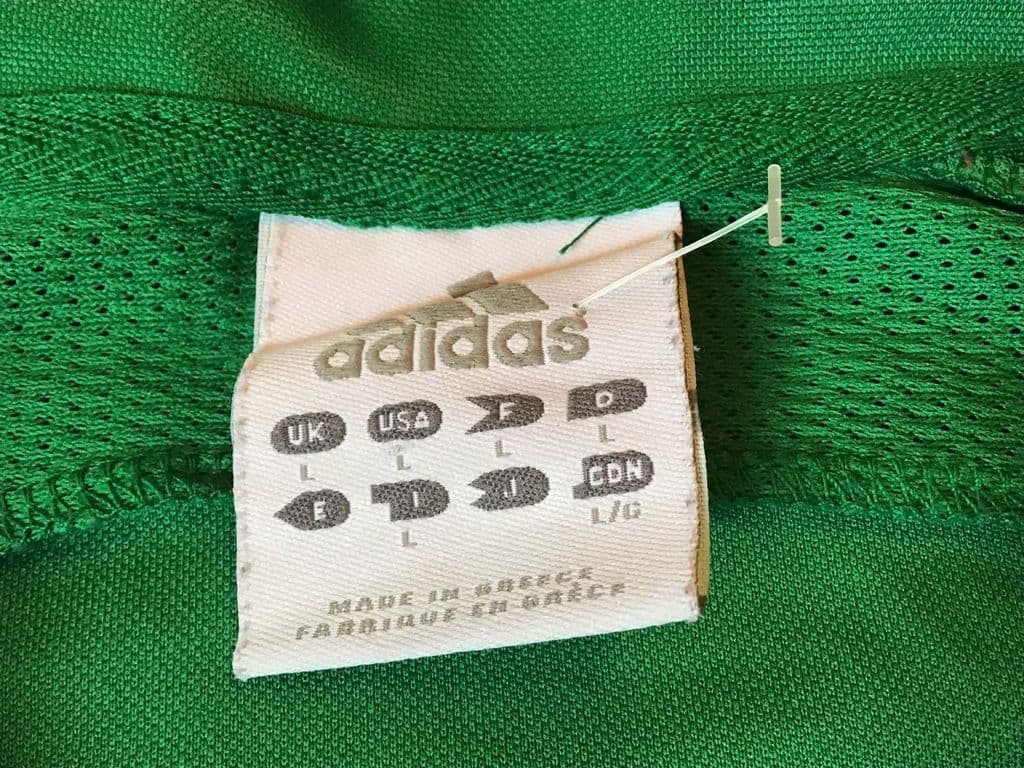 adidas
UK USA F D
L L L L
E I J CDN
L L/G
MADE IN GREECE
FABRIQUE EN GRÈCE